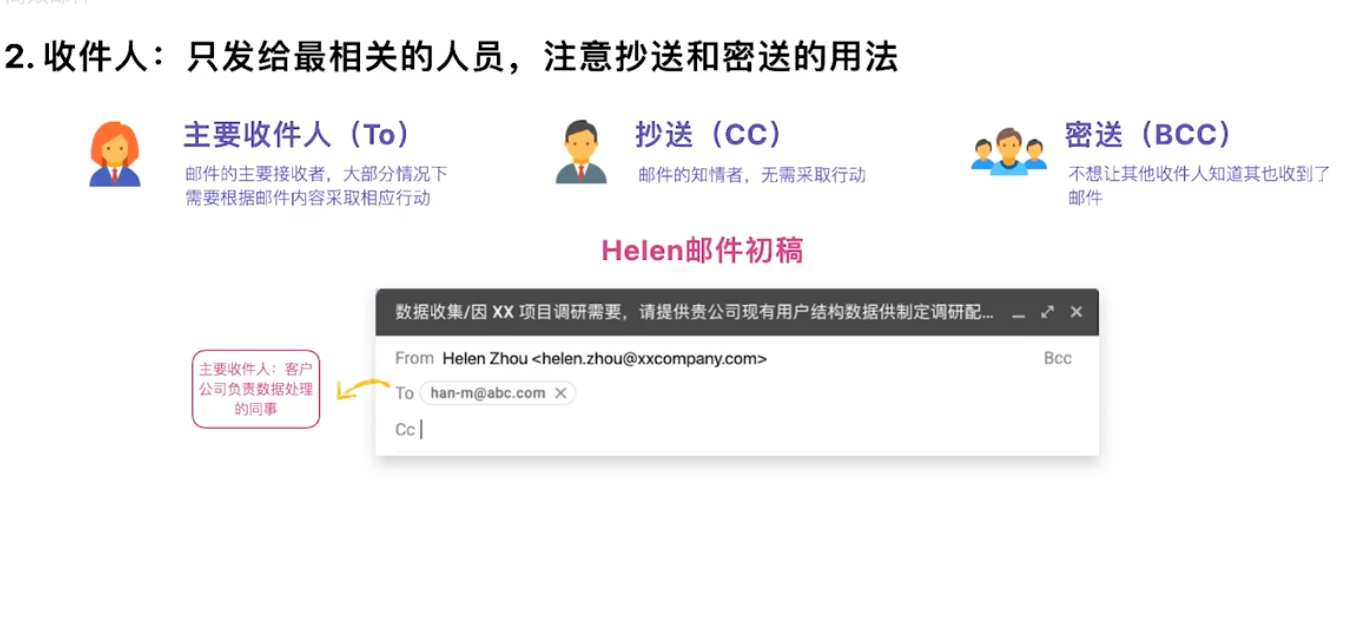 2. 收件人：只发给最相关的人员，注意抄送和密送的用法
主要收件人（To）
邮件的主要接收者，大部分情况下
需要根据邮件内容采取相应行动
抄送（CC）
邮件的知情者，无需采取行动
密送（BCC）
不想让其他收件人知道其也收到了
邮件
Helen邮件初稿
数据收集/因 XX 项目调研需要，请提供贵公司现有用户结构数据供制定调研配...
From Helen Zhou <helen.zhou@xxcompany.com> Bcc
主要收件人：客户
公司负责数据处理
的同事
To han-m@abc.com
Cc